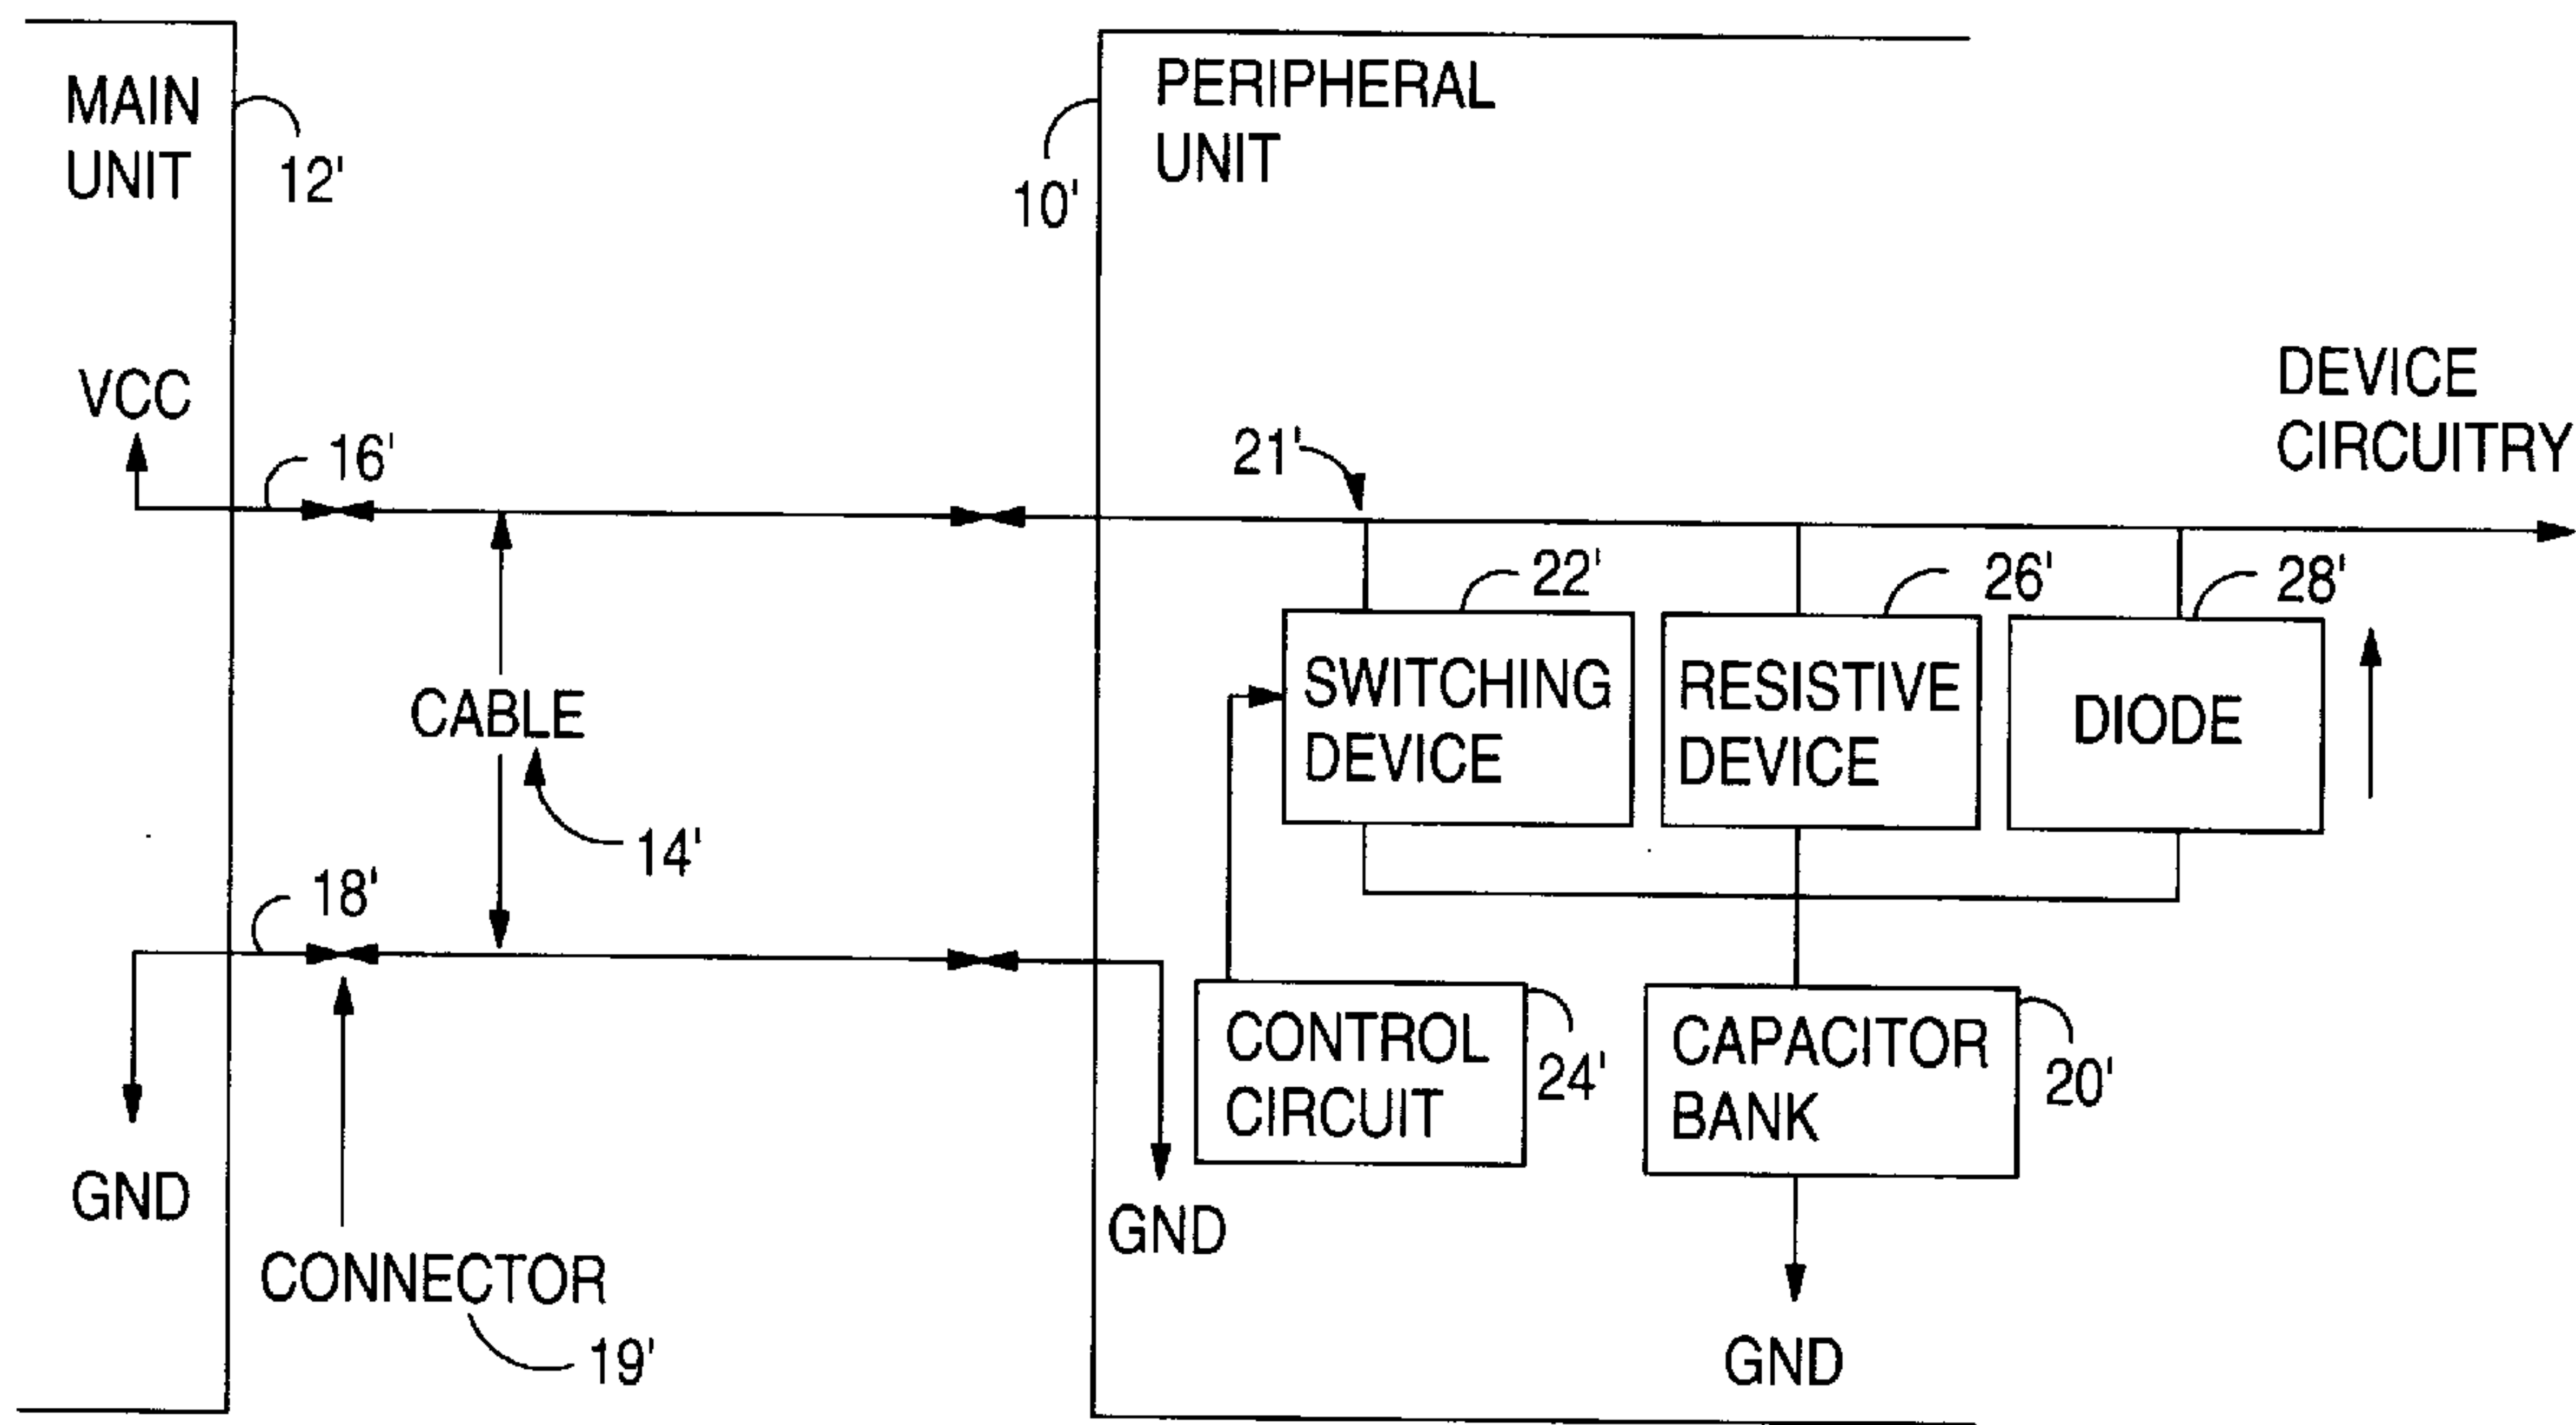 MAIN
UNIT
12'
PERIPHERAL
UNIT
10'
VCC
16'
21'
DEVICE
CIRCUITRY
22'
26'
28'
SWITCHING
DEVICE
RESISTIVE
DEVICE
DIODE
CABLE
14'
18'
CONTROL
CIRCUIT
24'
CAPACITOR
BANK
20'
GND
GND
CONNECTOR
19'
GND